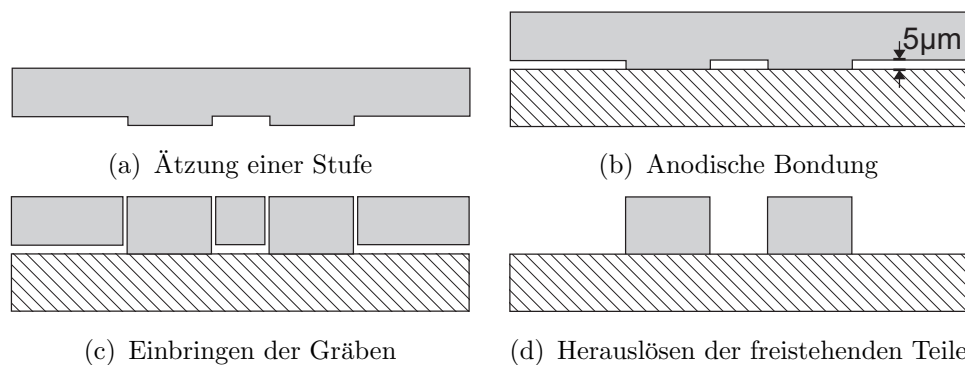 5μm
(a) Ätzung einer Stufe
(b) Anodische Bondung
(c) Einbringen der Gräben
(d) Herauslösen der freistehenden Teile